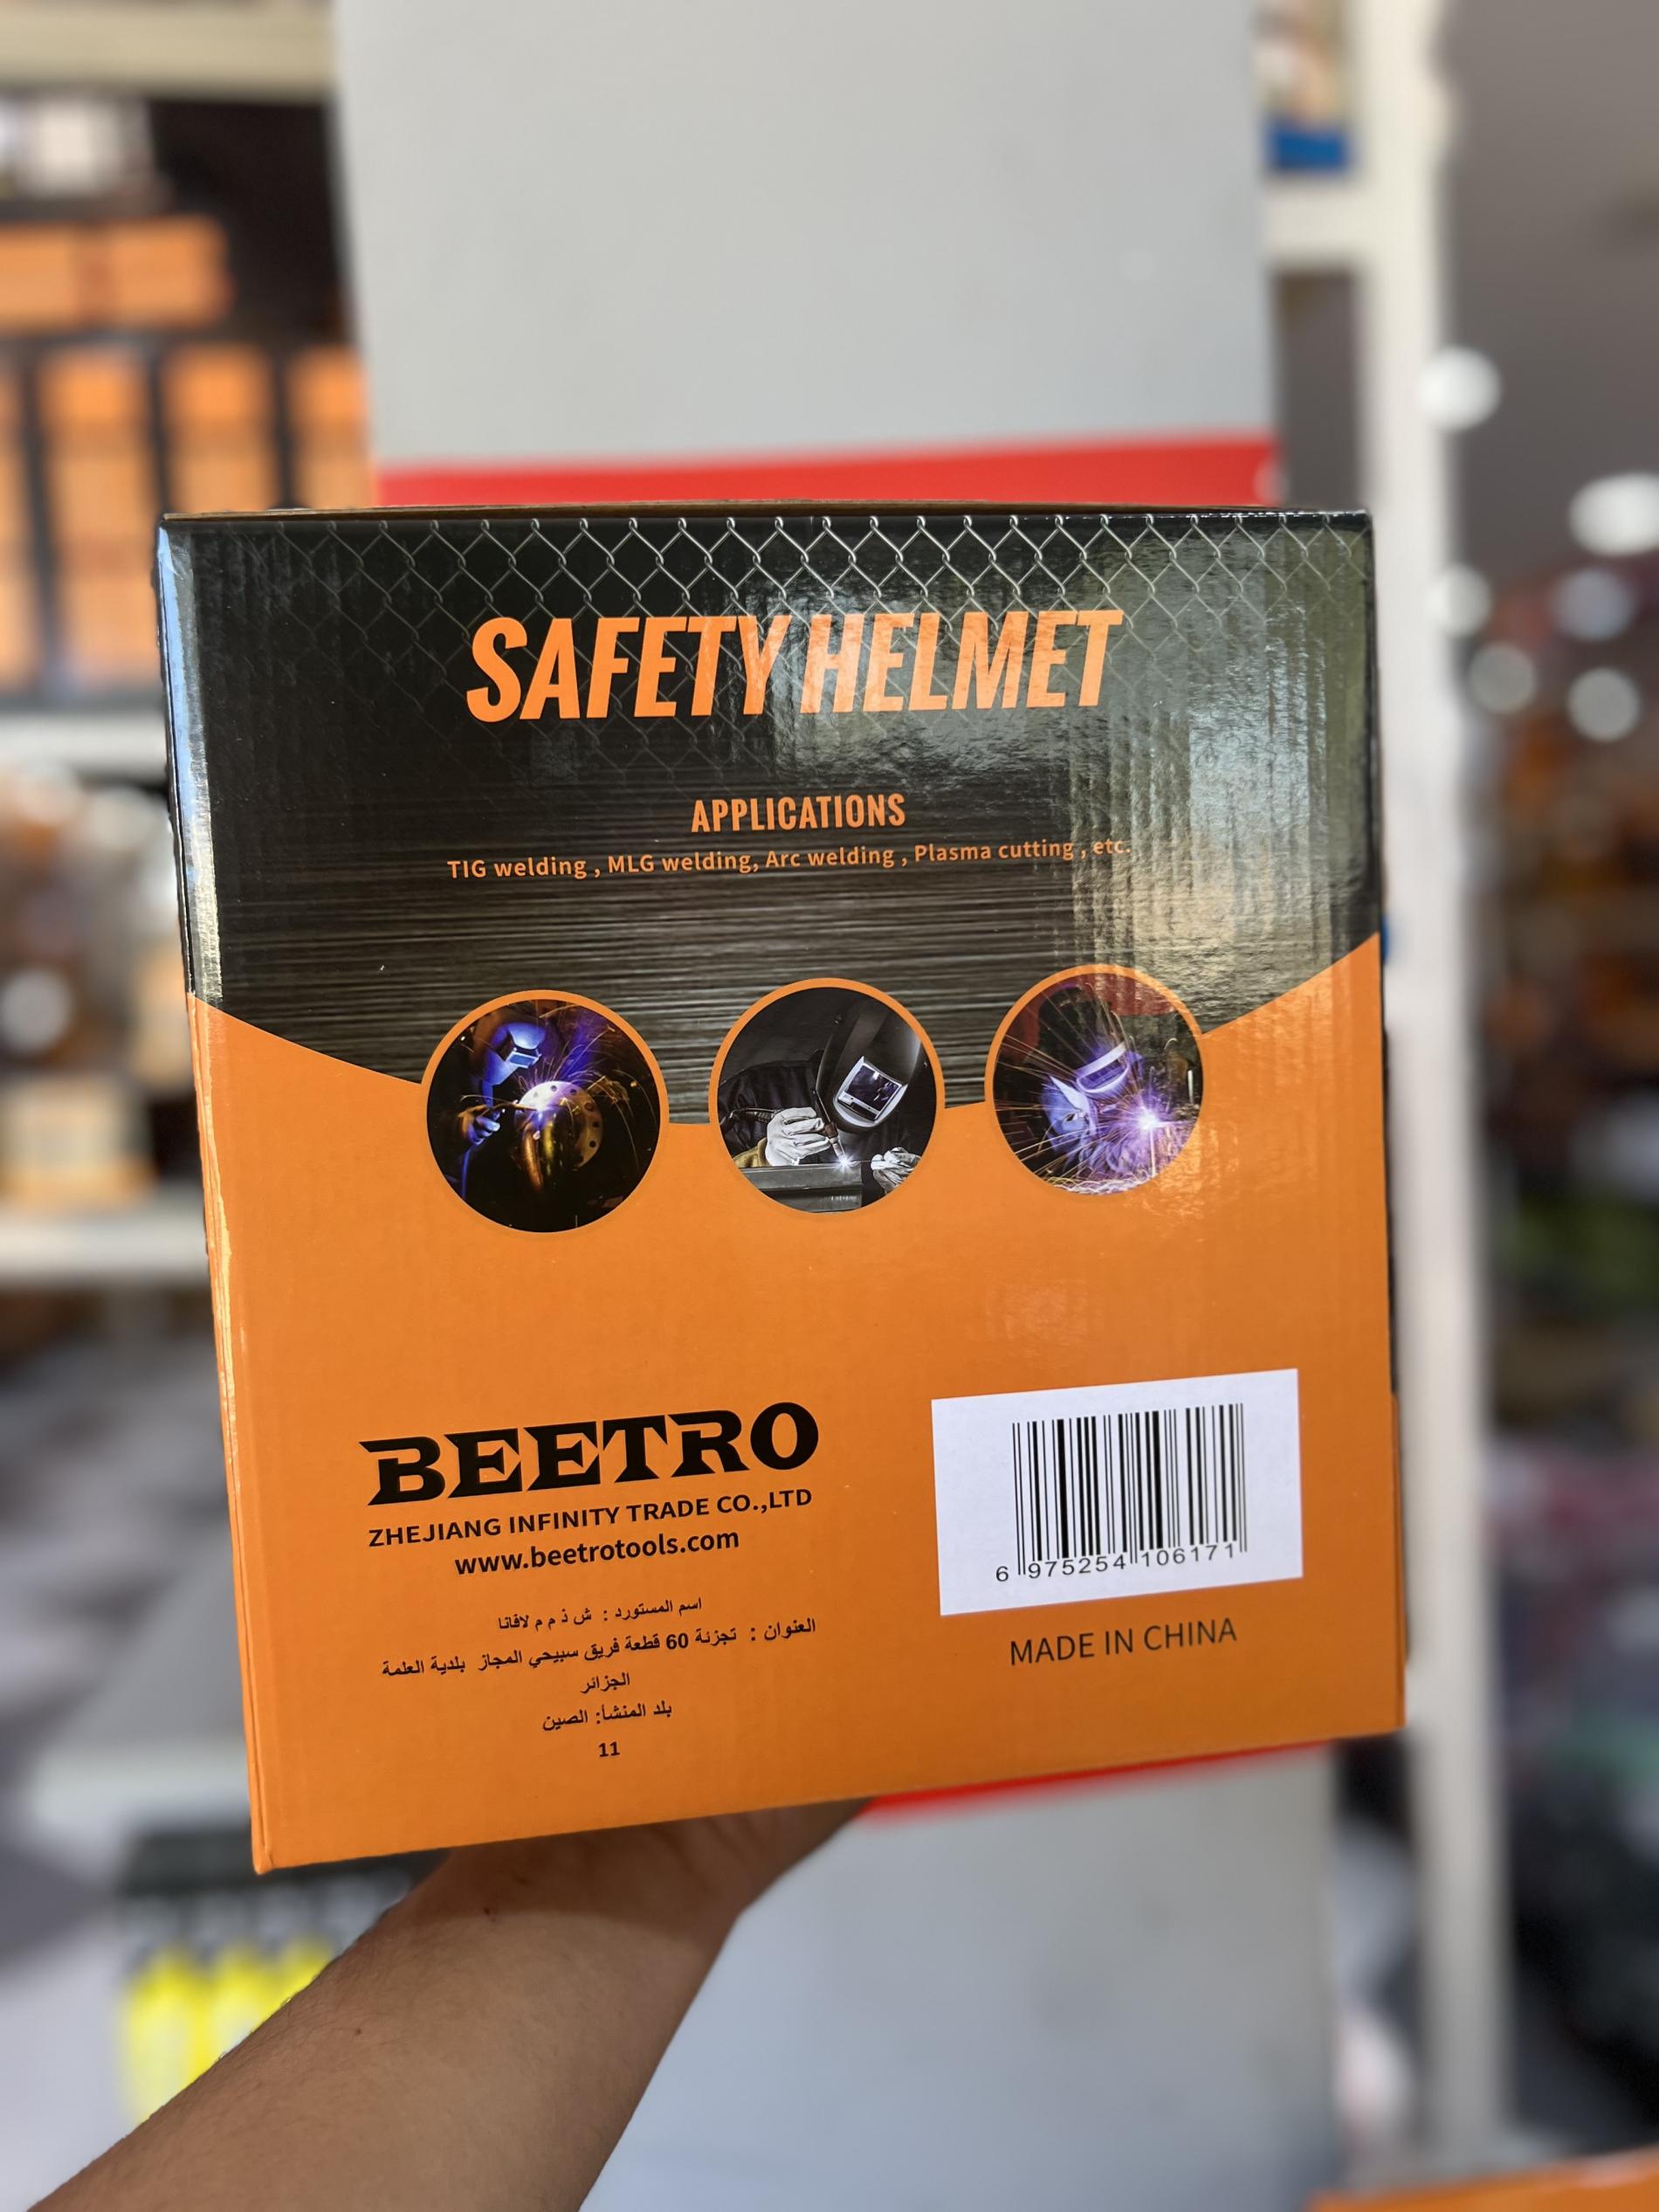 SAFETY HELMET
APPLICATIONS
TIG welding , MLG welding, Arc welding , Plasma cutting , etc.
BEETRO
ZHEJIANG INFINITY TRADE CO.,LTD
www.beetrotools.com
اسم المستورد : ش ذ م م لافانا
العنوان : تجزئة 60 قطعة فريق سبيحي المجاز بلدية العلمة
الجزائر
بلد المنشأ: الصين
11
6 975254 106171
MADE IN CHINA